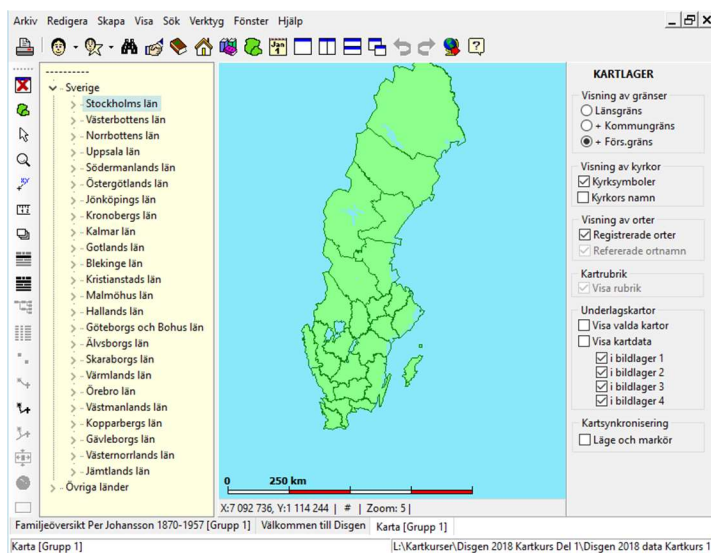 Arkiv Redigera Skapa Visa Sök Verktyg Fönster Hjälp
Jan 1
XY
----------
Sverige
Stockholms län
Västerbottens län
Norrbottens län
Uppsala län
Södermanlands län
Östergötlands län
Jönköpings län
Kronobergs län
Kalmar län
Gotlands län
Blekinge län
Kristianstads län
Malmöhus län
Hallands län
Göteborgs och Bohus län
Älvsborgs län
Skaraborgs län
Värmlands län
Örebro län
Västmanlands län
Kopparbergs län
Gävleborgs län
Västernorrlands län
Jämtlands län
Övriga länder
0 250 km
X:7 092 736, Y:1 114 244 | # | Zoom: 5|
KARTLAGER
Visning av gränser
Länsgräns
+ Kommungräns
+ Förs.gräns
Visning av kyrkor
Kyrksymboler
Kyrkors namn
Visning av orter
Registrerade orter
Refererade ortnamn
Kartrubrik
Visa rubrik
Underlagskartor
Visa valda kartor
Visa kartdata
i bildlager 1
i bildlager 2
i bildlager 3
i bildlager 4
Kartsynkronisering
Läge och markör
Familjeöversikt Per Johansson 1870-1957 [Grupp 1] Välkommen till Disgen Karta [Grupp 1]
Karta [Grupp 1] L:\Kartkurser\Disgen 2018 Kartkurs Del 1\Disgen 2018 data Kartkurs 1